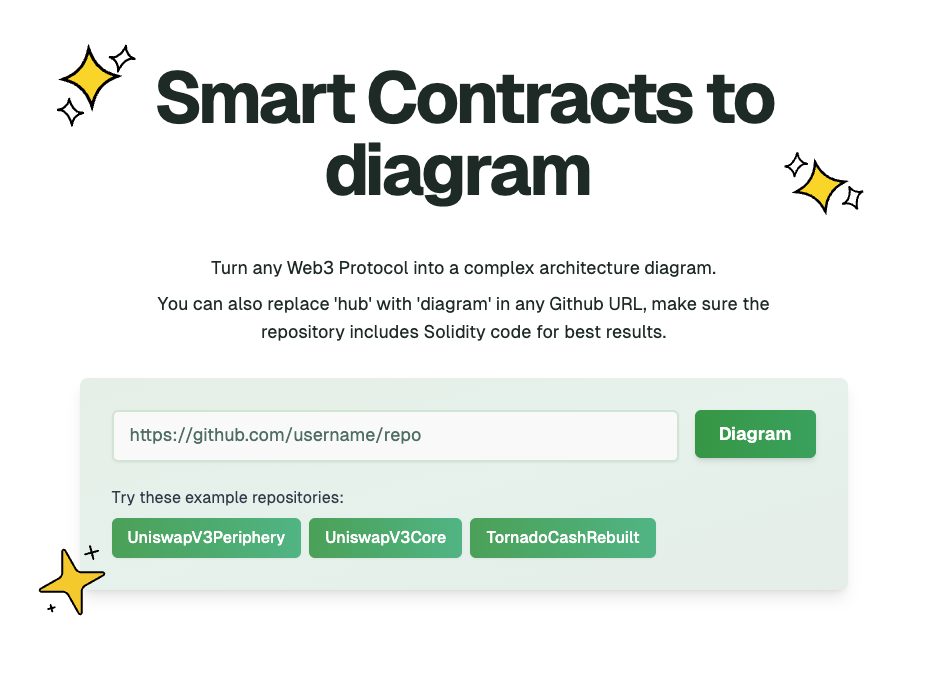 Smart Contracts to
diagram
Turn any Web3 Protocol into a complex architecture diagram.
You can also replace 'hub' with 'diagram' in any Github URL, make sure the
repository includes Solidity code for best results.
https://github.com/username/repo
Diagram
Try these example repositories:
UniswapV3Periphery
UniswapV3Core
TornadoCashRebuilt